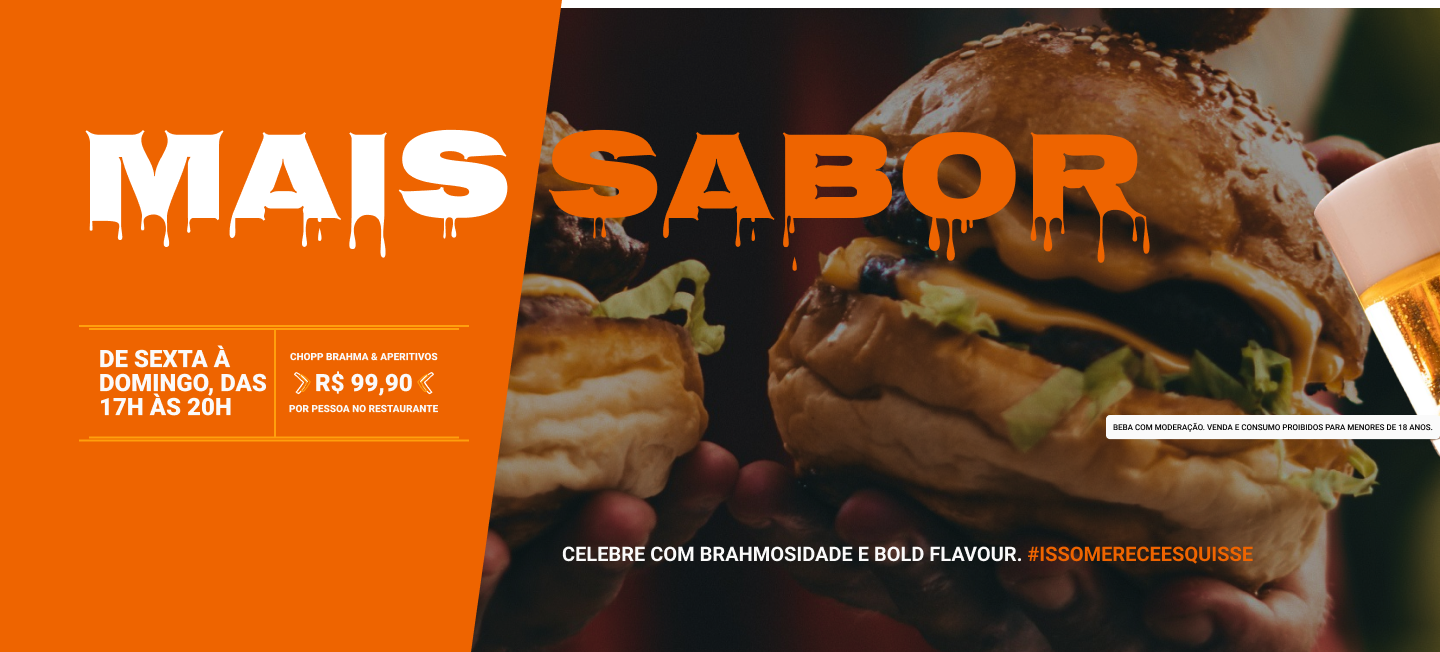 MAIS SABOR
DE SEXTA À
DOMINGO, DAS
17H ÀS 20H
CHOPP BRAHMA & APERITIVOS
R$ 99,90
POR PESSOA NO RESTAURANTE
BEBA COM MODERAÇÃO. VENDA E CONSUMO PROIBIDOS PARA MENORES DE 18 ANOS.
CELEBRE COM BRAHMOSIDADE E BOLD FLAVOUR. #ISSOMERECEESQUISSE